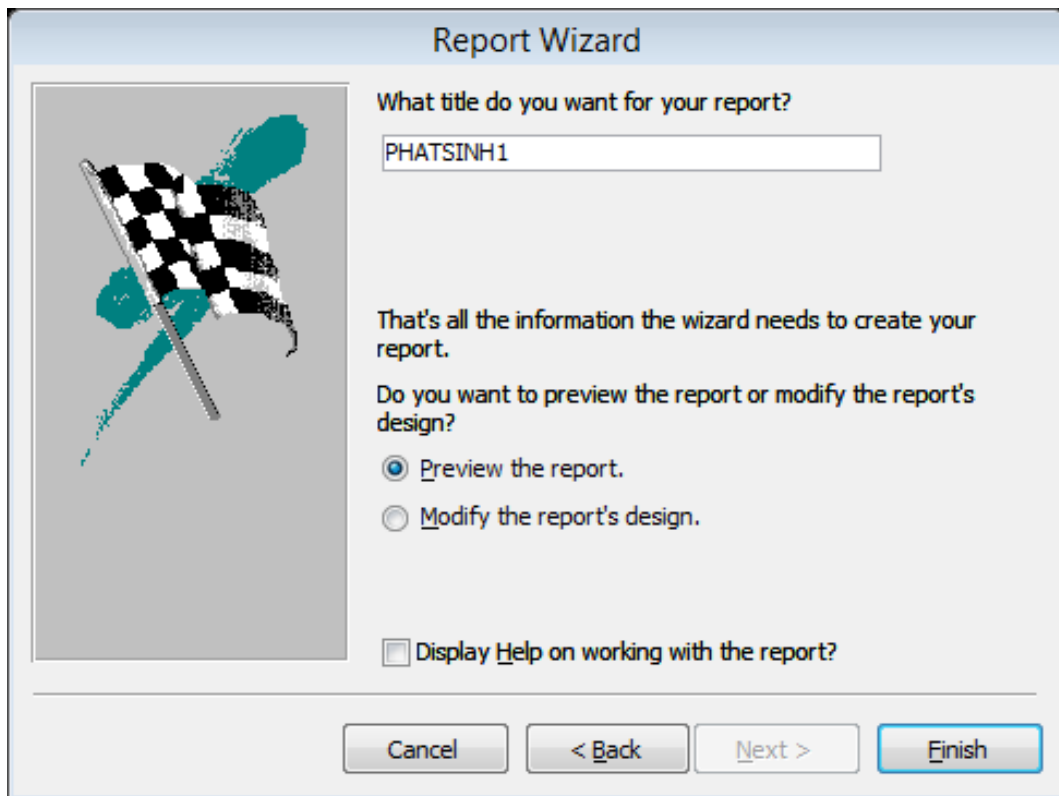 Report Wizard
What title do you want for your report?
PHATSINH1
That's all the information the wizard needs to create your
report.
Do you want to preview the report or modify the report's
design?
Preview the report.
Modify the report's design.
Display Help on working with the report?
Cancel
< Back
Next >
Finish